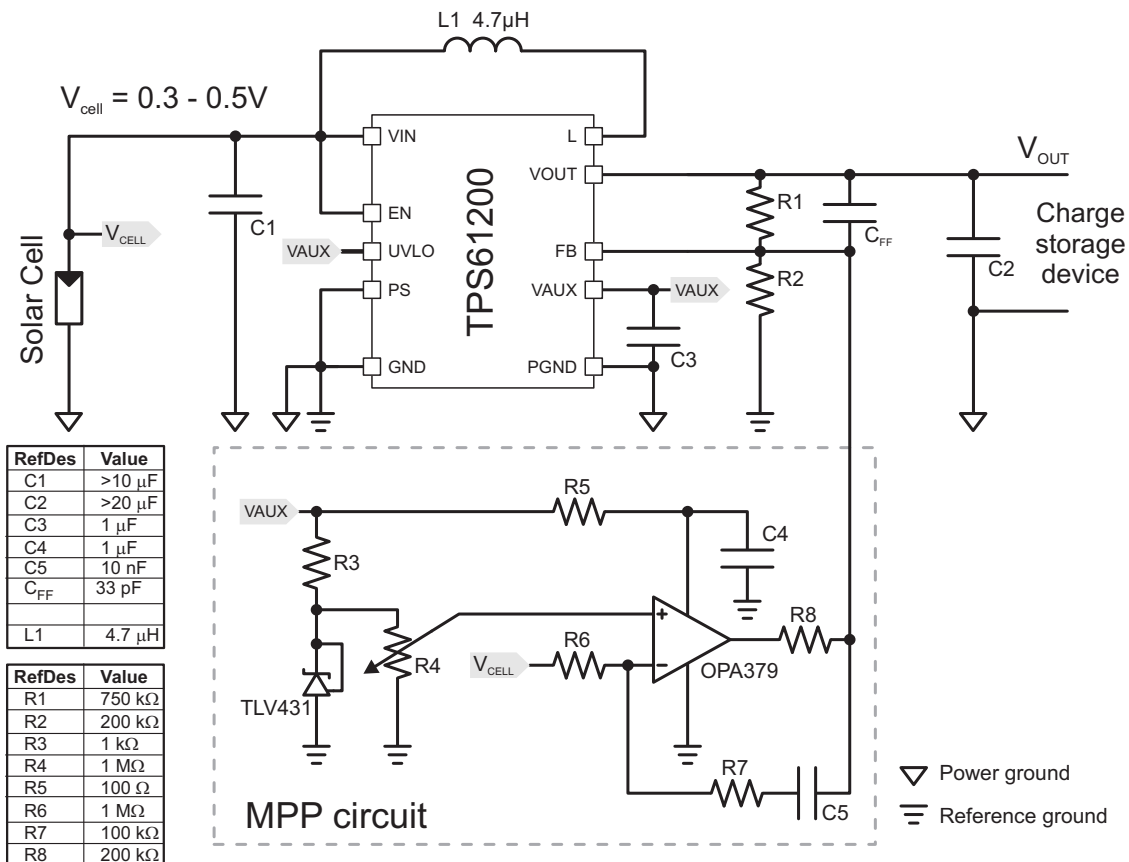 L1 4.7μH
V_cell = 0.3 - 0.5V
VIN
L
VOUT
V_OUT
EN
R1
C1
C_FF
V_CELL
VAUX
UVLO
FB
TPS61200
Solar Cell
R2
C2
Charge
storage
device
PS
VAUX
VAUX
C3
GND
PGND
RefDes Value
C1 >10 μF
C2 >20 μF
C3 1 μF
C4 1 μF
C5 10 nF
C_FF 33 pF
L1 4.7 μH
RefDes Value
R1 750 kΩ
R2 200 kΩ
R3 1 kΩ
R4 1 MΩ
R5 100 Ω
R6 1 MΩ
R7 100 kΩ
R8 200 kΩ
R5
VAUX
C4
R3
R8
+
R6
R4
V_CELL
−
OPA379
TLV431
R7
C5
MPP circuit
Power ground
Reference ground